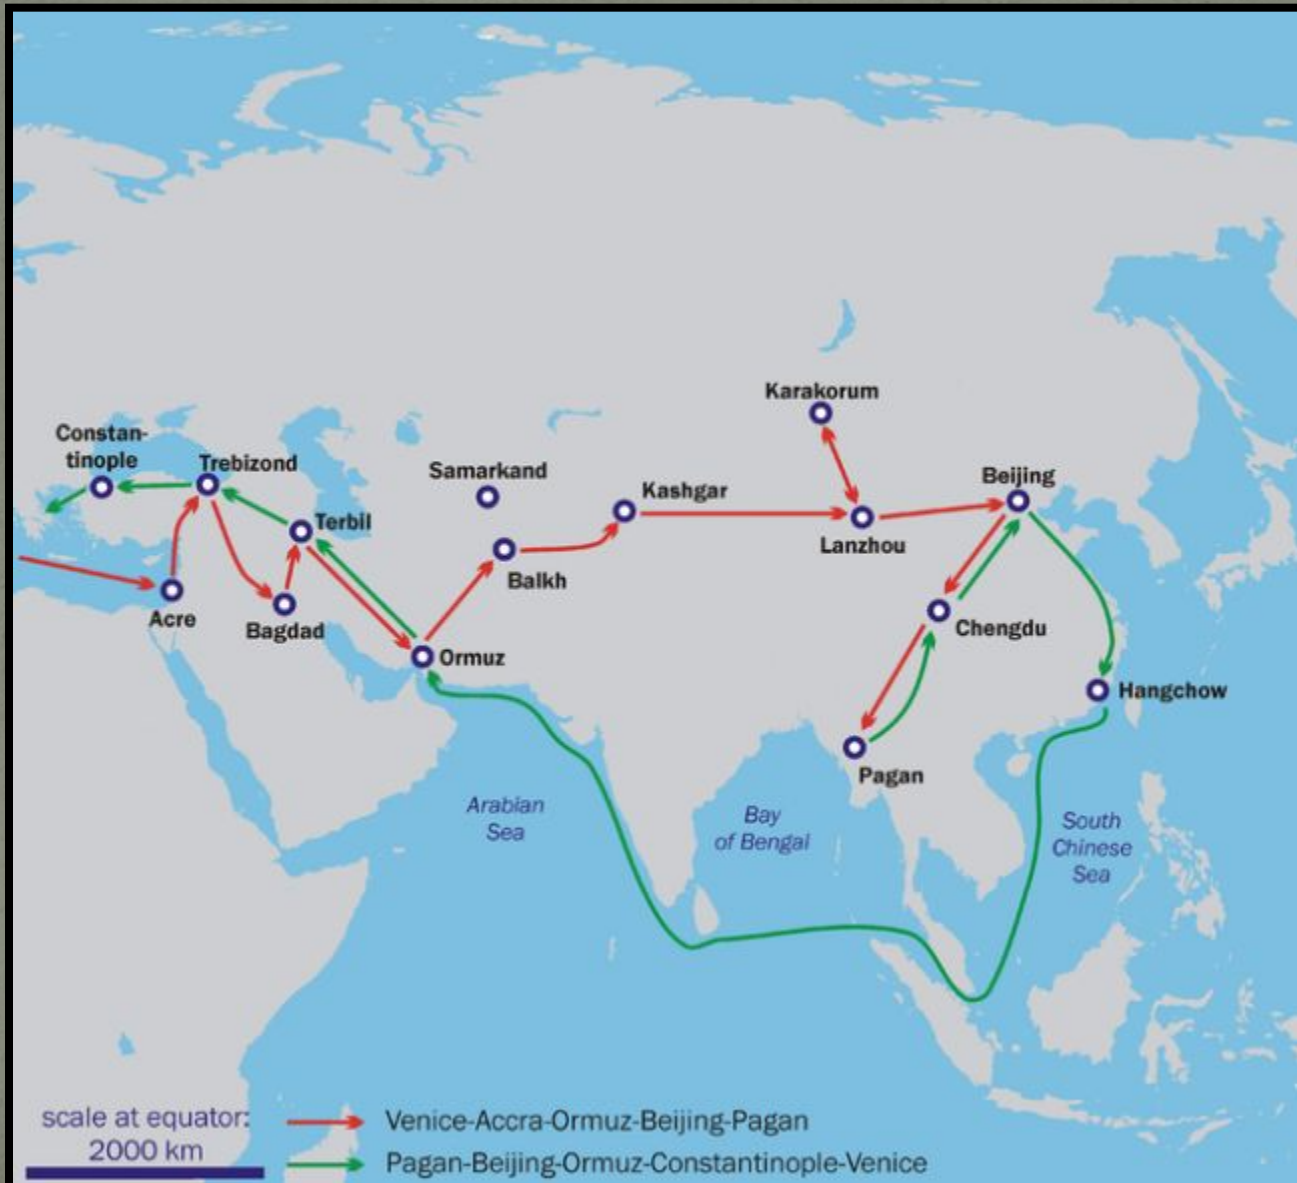 Karakorum
Constan-
tinople
Trebizond
Samarkand
Beijing
Kashgar
Terbil
Lanzhou
Balkh
Acre
Bagdad
Chengdu
Ormuz
Hangchow
Pagan
Arabian
Sea
Bay
of Bengal
South
Chinese
Sea
scale at equator:
2000 km
Venice-Accra-Ormuz-Beijing-Pagan
Pagan-Beijing-Ormuz-Constantinople-Venice